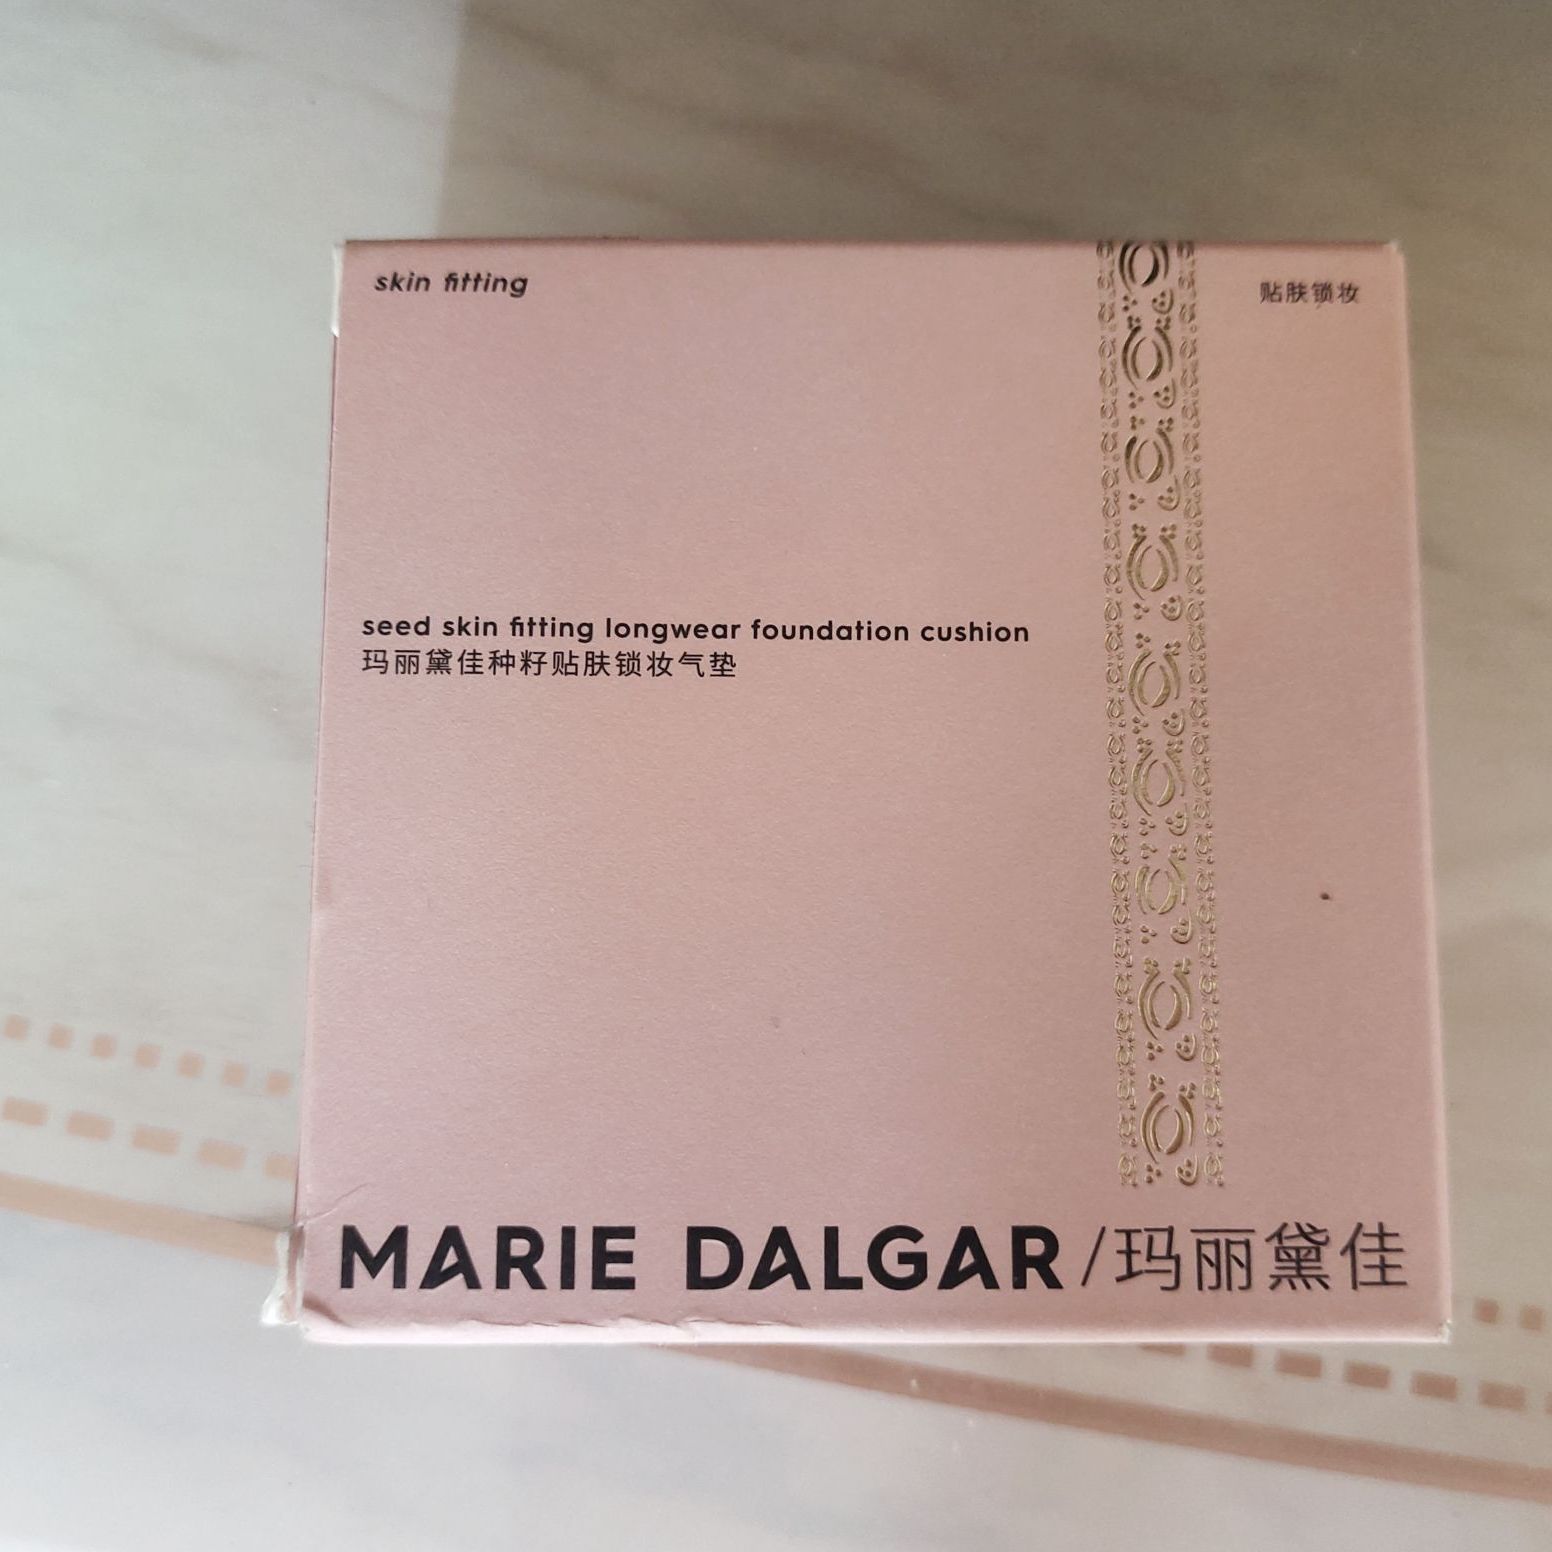 skin fitting
贴肤锁妆
seed skin fitting longwear foundation cushion
玛丽黛佳种籽贴肤锁妆气垫
MARIE DALGAR/玛丽黛佳